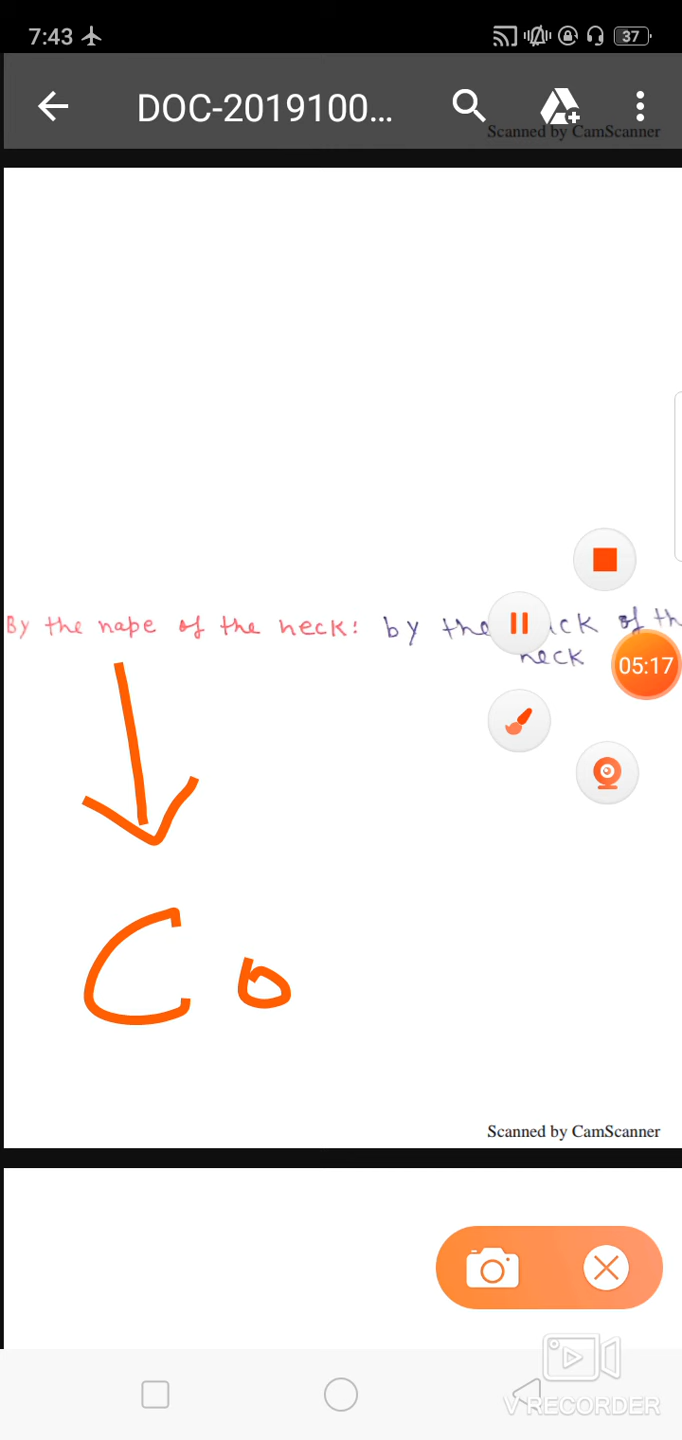 7:43 37
DOC-2019100...
Scanned by CamScanner
By the nape of the neck: by the ck of th
neck
05:17
Co
Scanned by CamScanner
V RECORDER